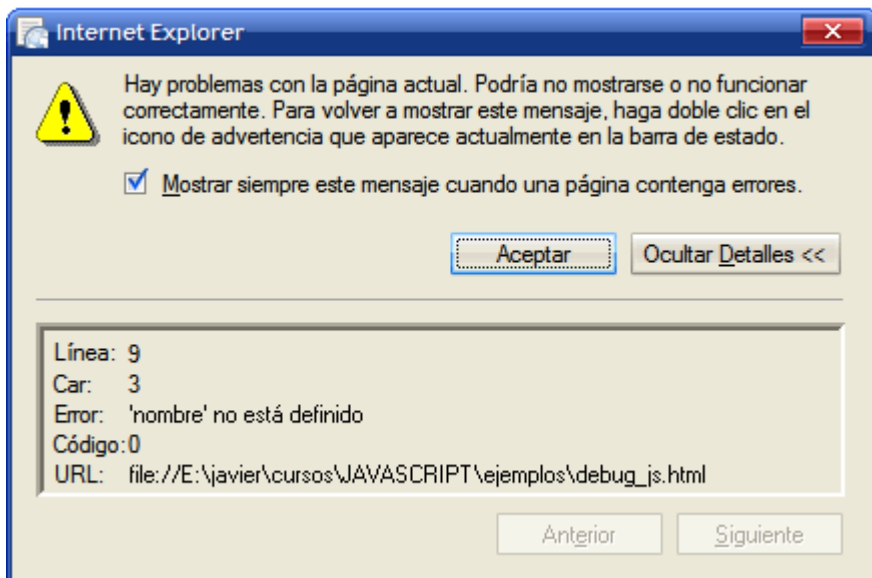 Internet Explorer
Hay problemas con la página actual. Podría no mostrarse o no funcionar
correctamente. Para volver a mostrar este mensaje, haga doble clic en el
icono de advertencia que aparece actualmente en la barra de estado.
Mostrar siempre este mensaje cuando una página contenga errores.
Aceptar Ocultar Detalles <<
Línea: 9
Car: 3
Error: 'nombre' no está definido
Código: 0
URL: file://E:\javier\cursos\JAVASCRIPT\ejemplos\debug_js.html
Anterior Siguiente